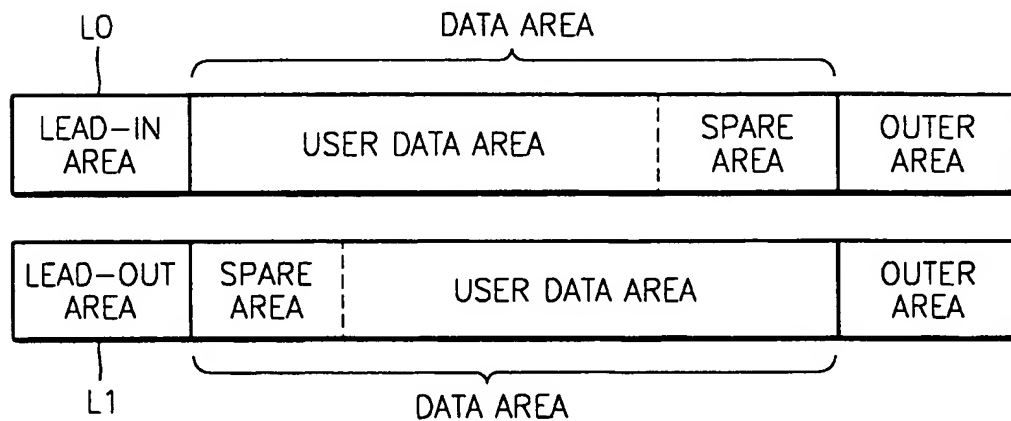 L0
DATA AREA
LEAD-IN
AREA
USER DATA AREA
SPARE
AREA
OUTER
AREA
LEAD-OUT
AREA
SPARE
AREA
USER DATA AREA
OUTER
AREA
L1
DATA AREA